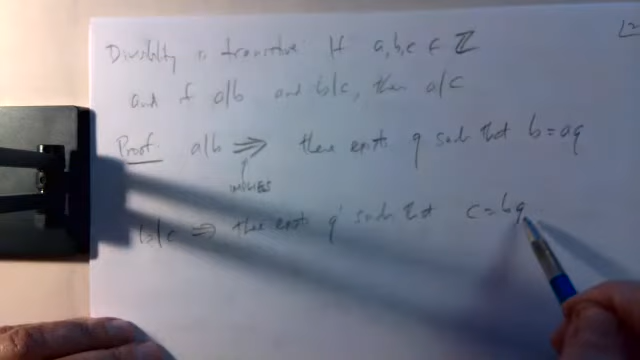 Divisibility is transitive If a,b,c ∈ ℤ
and if a|b and b|c, then a|c
Proof a|b ⇒ there exists q such that b=aq
IMPLIES
b|c ⇒ there exists q' such that c=bq